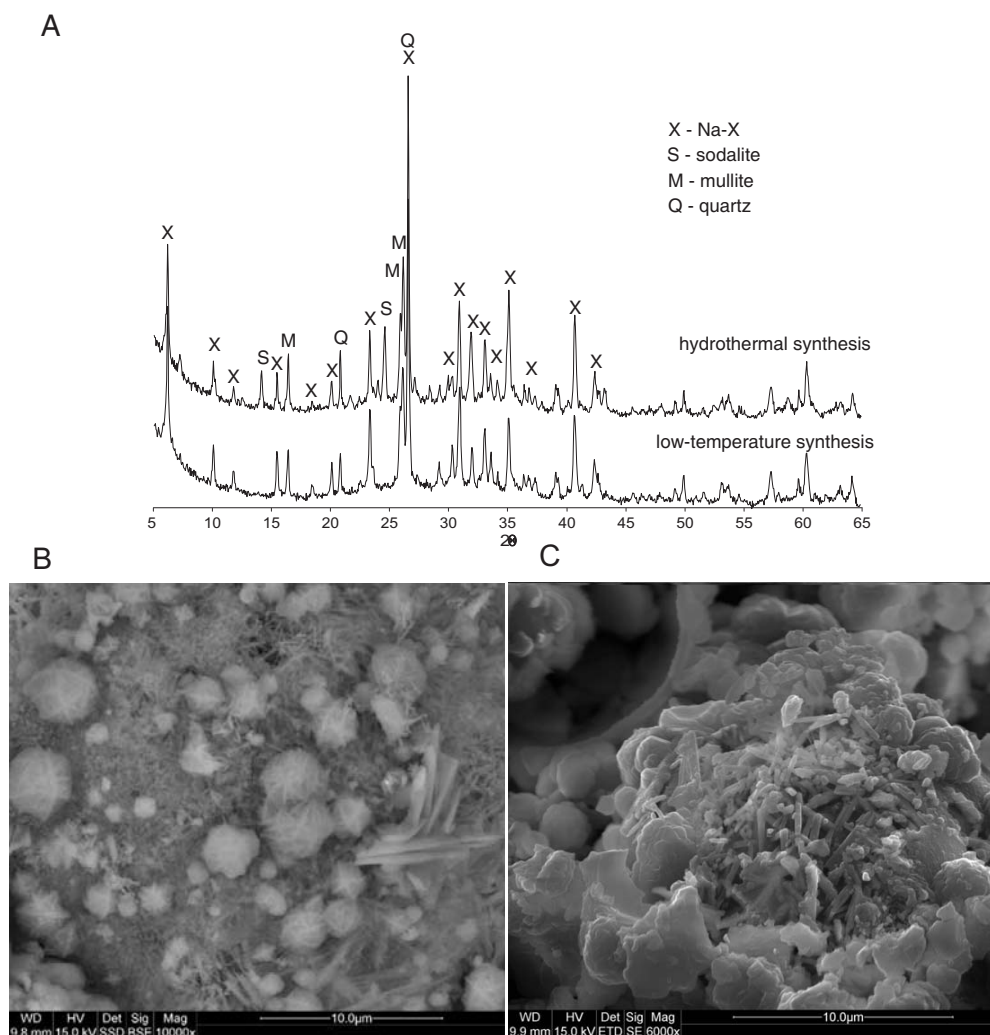 A
Q
X
X - Na-X
S - sodalite
M - mullite
Q - quartz
X
M
M
X
X
X
S
X
M
X
X
Q
X
S
X
X
X
X
X
X
X
X
hydrothermal synthesis
low-temperature synthesis
5 10 15 20 25 30 35 40 45 50 55 60 65
B
C
WD HV Det Sig Mag 10.0µm
9.8 mm 15.0 kV SSD BSE 10000x
WD HV Det Sig Mag 10.0µm
9.9 mm 15.0 kV ETD SE 6000x